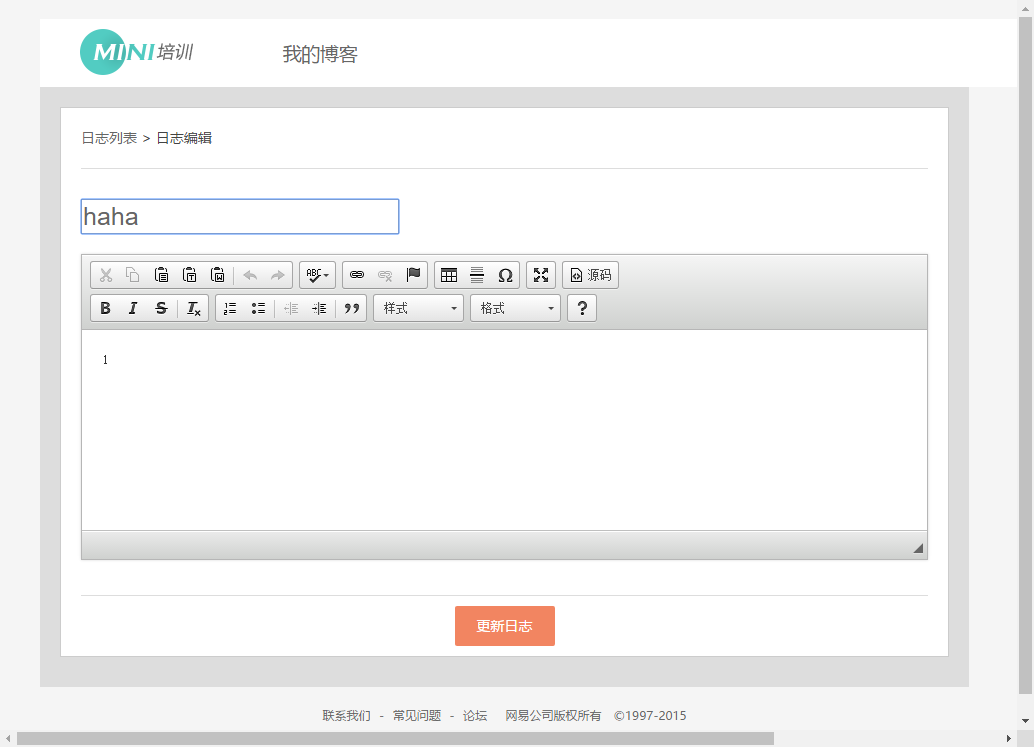 MINI培训 我的博客
日志列表 > 日志编辑
haha
ABC Ω 源码
B I S Tx 样式 格式 ?
1
更新日志
联系我们 - 常见问题 - 论坛 网易公司版权所有 ©1997-2015